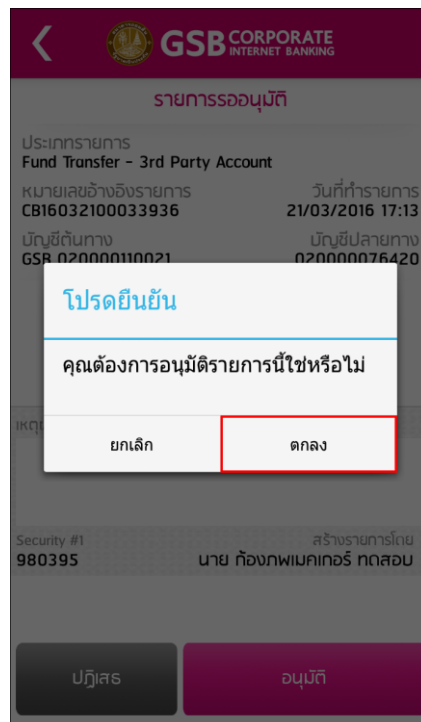 GSB CORPORATE
INTERNET BANKING
รายการรออนุมัติ
ประเภทรายการ
Fund Transfer - 3rd Party Account
หมายเลขอ้างอิงรายการ วันที่ทำรายการ
CB16032100033936 21/03/2016 17:13
บัญชีต้นทาง บัญชีปลายทาง
GSB 020000110021 020000076420
โปรดยืนยัน
คุณต้องการอนุมัติรายการนี้ใช่หรือไม่
ยกเลิก ตกลง
Security #1 สร้างรายการโดย
980395 นาย ก้องภพเมคเกอร์ ทดสอบ
ปฏิเสธ อนุมัติ